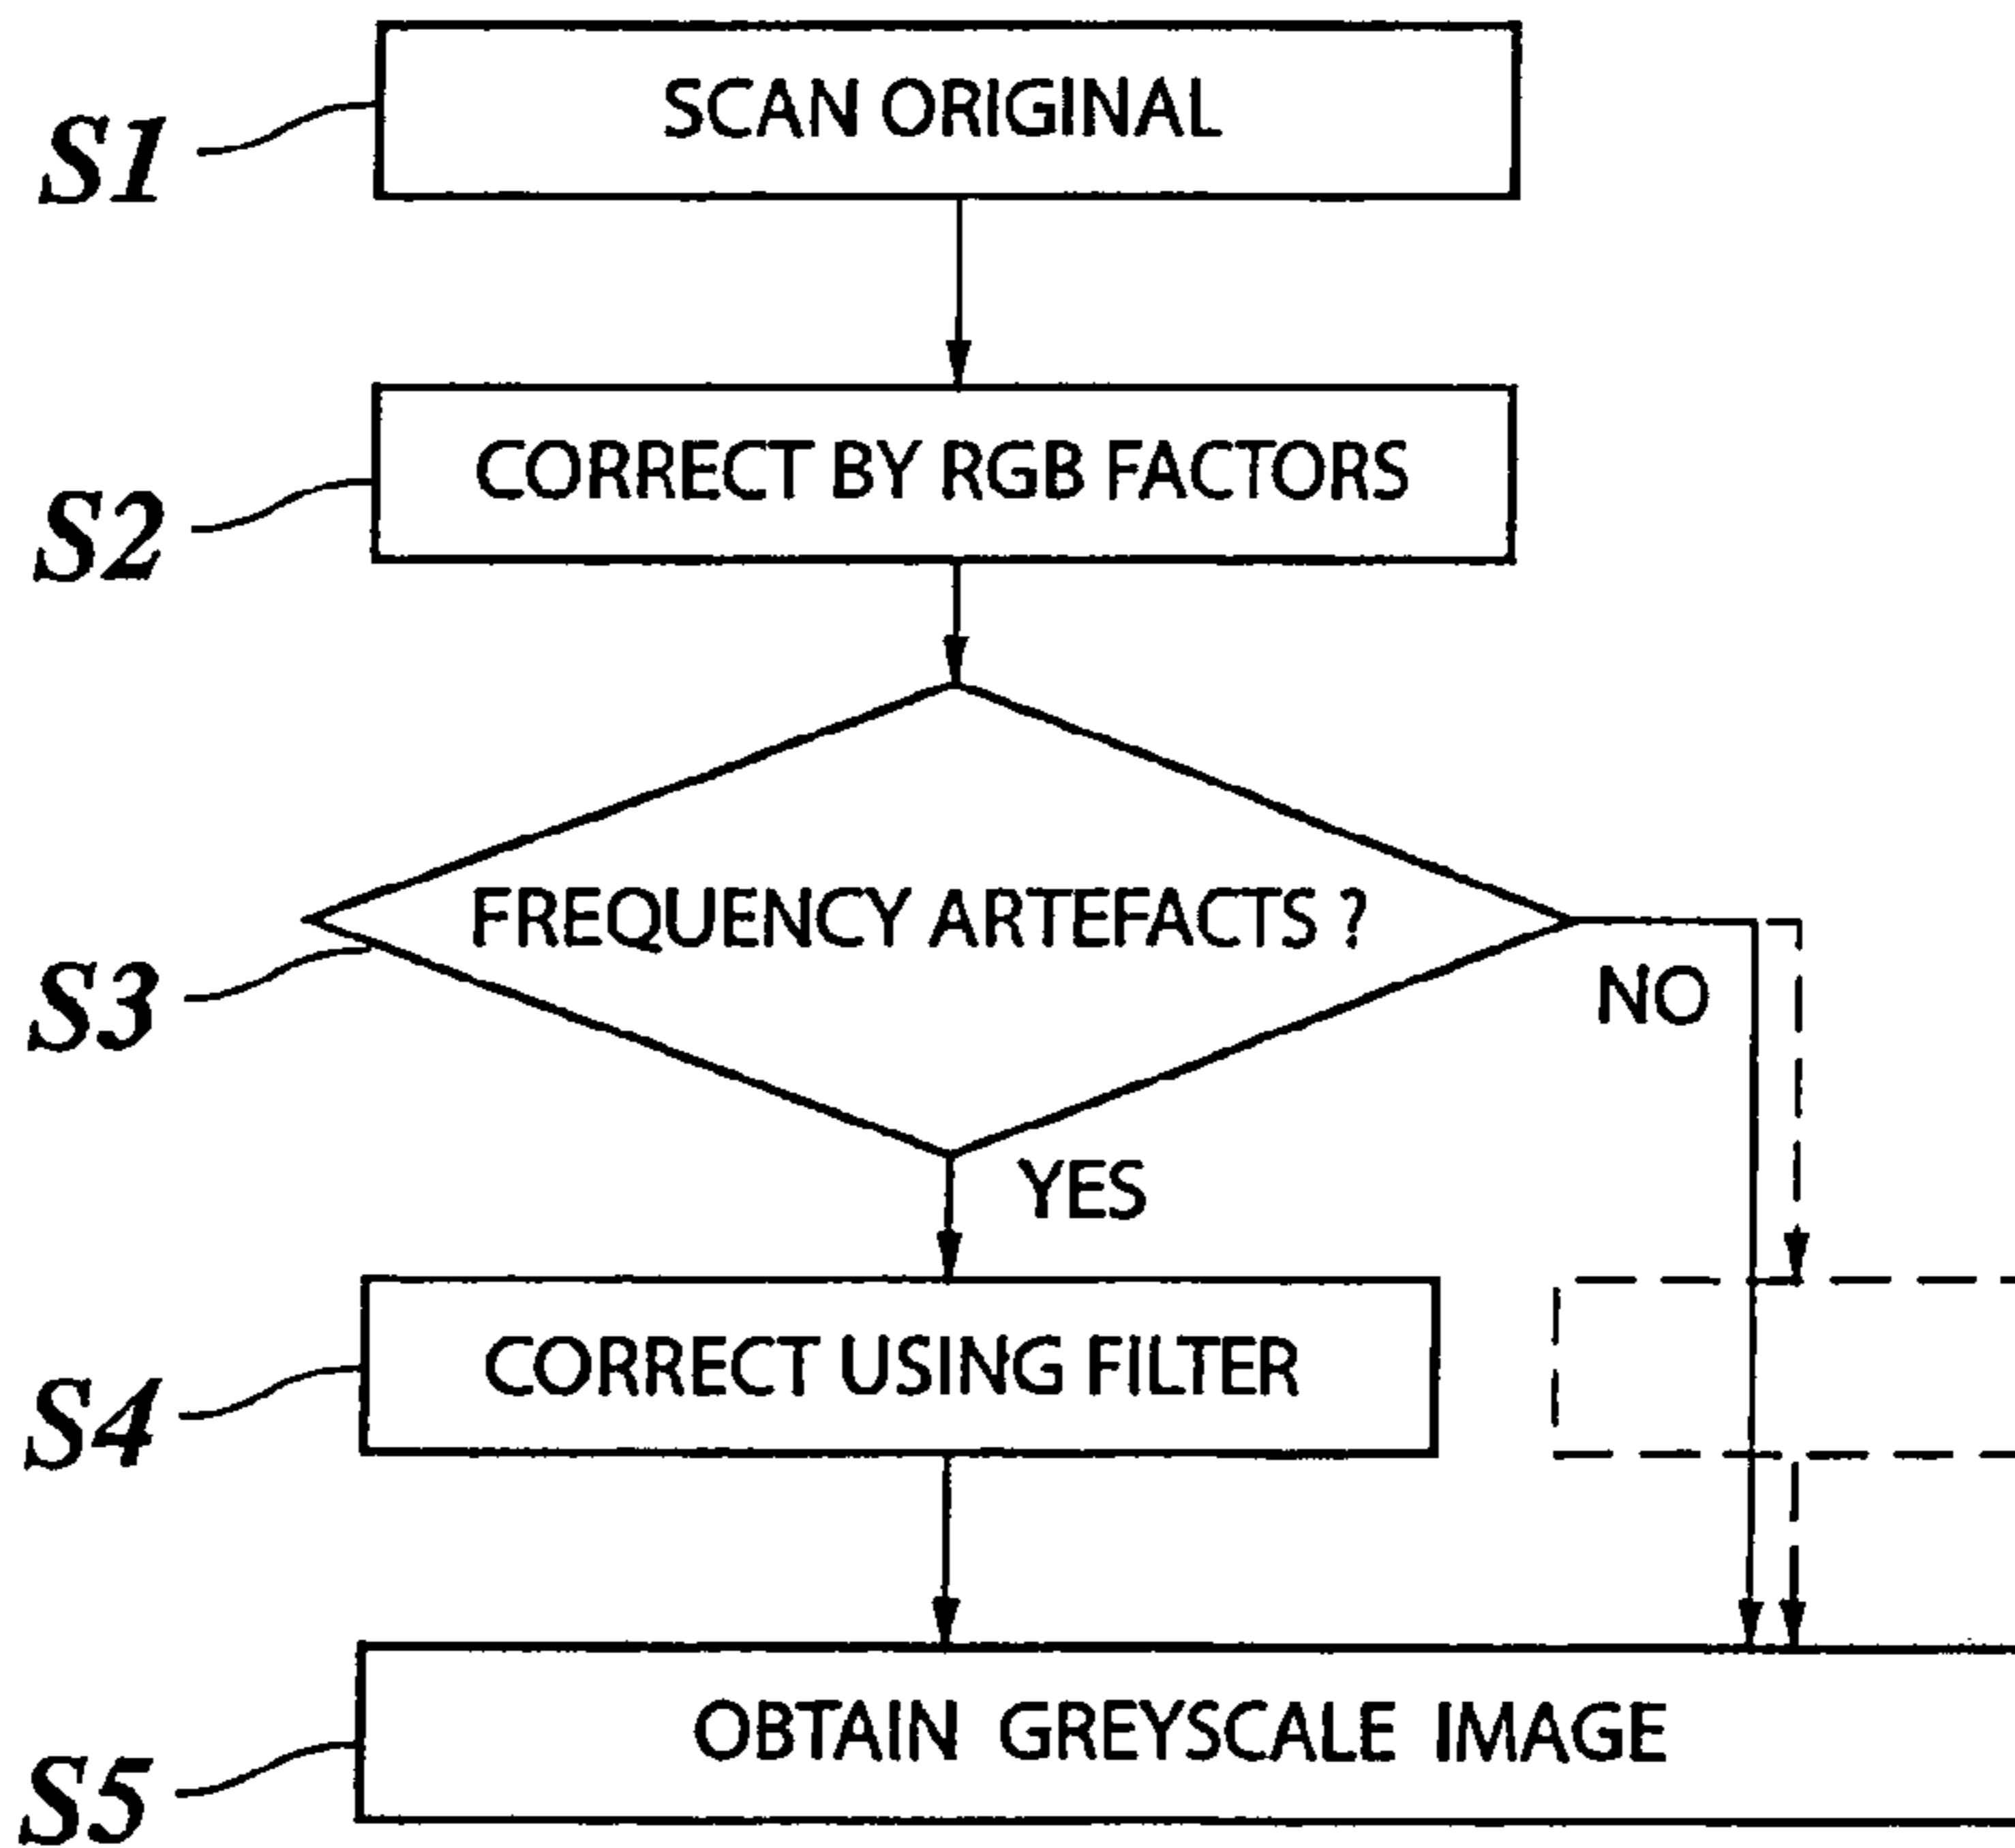 SCAN ORIGINAL
S1
CORRECT BY RGB FACTORS
S2
FREQUENCY ARTEFACTS ?
S3
NO
YES
CORRECT USING FILTER
S4
OBTAIN GREYSCALE IMAGE
S5